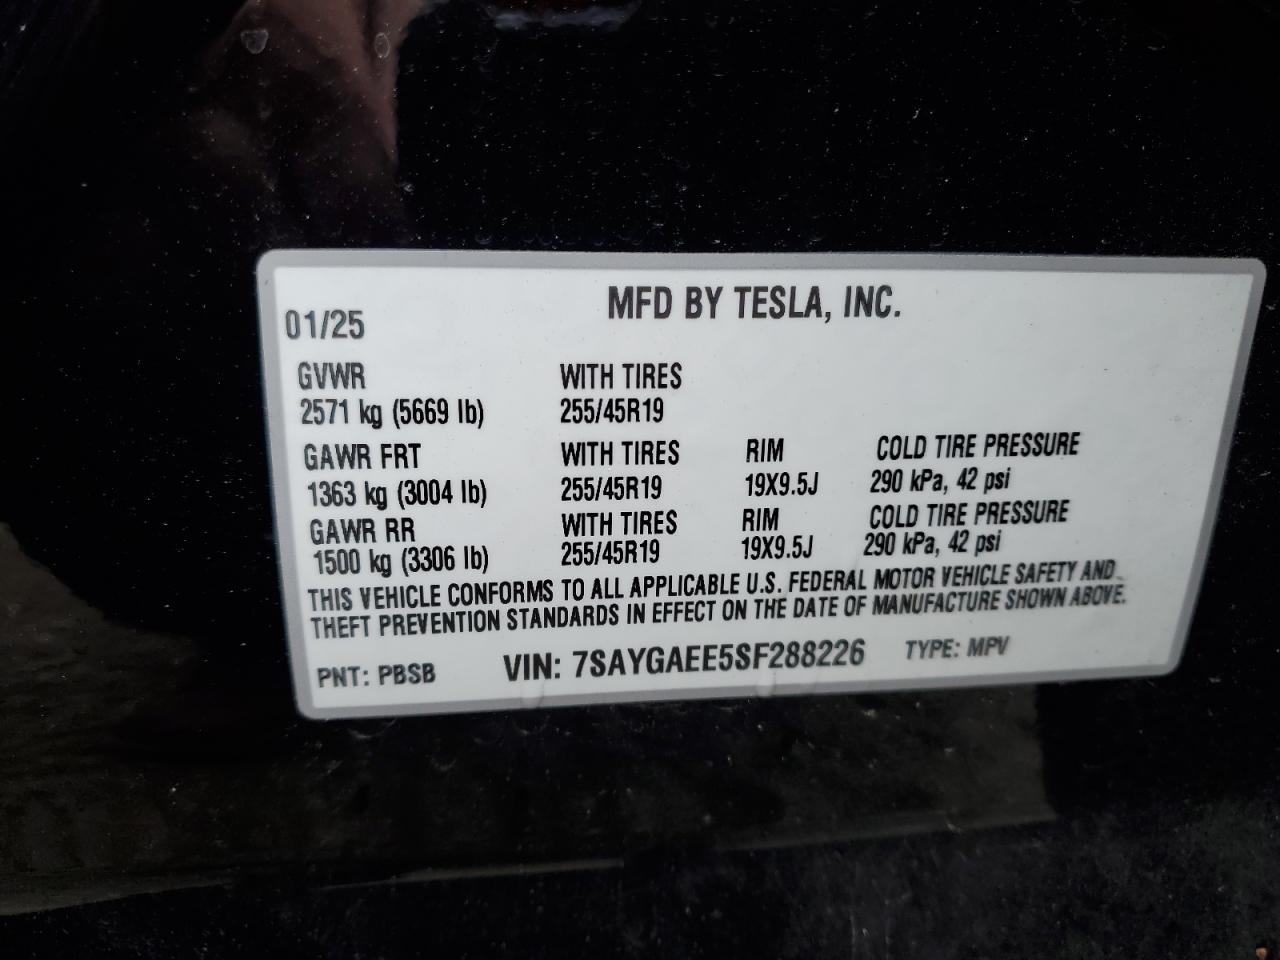 MFD BY TESLA, INC.
01/25
GVWR WITH TIRES
2571 kg (5669 lb) 255/45R19
GAWR FRT WITH TIRES RIM COLD TIRE PRESSURE
1363 kg (3004 lb) 255/45R19 19X9.5J 290 kPa, 42 psi
GAWR RR WITH TIRES RIM COLD TIRE PRESSURE
1500 kg (3306 lb) 255/45R19 19X9.5J 290 kPa, 42 psi
THIS VEHICLE CONFORMS TO ALL APPLICABLE U.S. FEDERAL MOTOR VEHICLE SAFETY AND
THEFT PREVENTION STANDARDS IN EFFECT ON THE DATE OF MANUFACTURE SHOWN ABOVE.
PNT: PBSB VIN: 7SAYGAEE5SF288226 TYPE: MPV